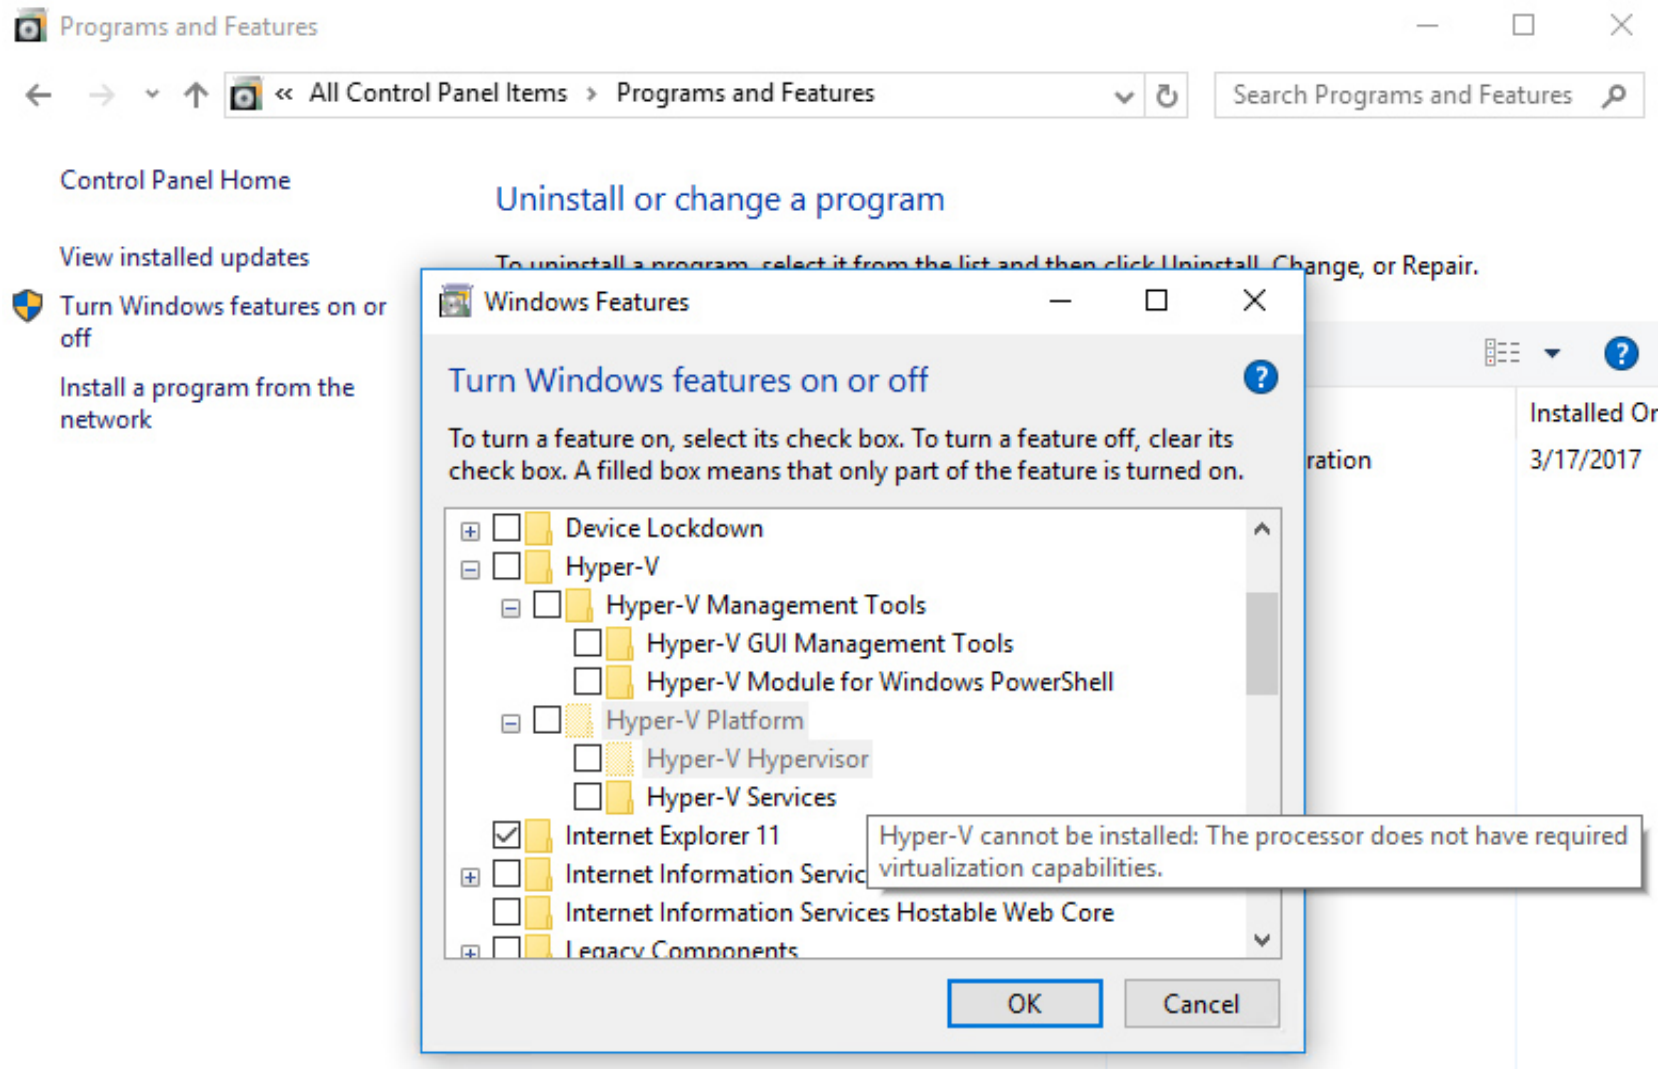 Programs and Features
« All Control Panel Items > Programs and Features
Search Programs and Features
Control Panel Home
View installed updates
Turn Windows features on or
off
Install a program from the
network
Uninstall or change a program
To uninstall a program, select it from the list and then click Uninstall, Change, or Repair.
Installed On
ration
3/17/2017
Windows Features
Turn Windows features on or off
To turn a feature on, select its check box. To turn a feature off, clear its
check box. A filled box means that only part of the feature is turned on.
Device Lockdown
Hyper-V
Hyper-V Management Tools
Hyper-V GUI Management Tools
Hyper-V Module for Windows PowerShell
Hyper-V Platform
Hyper-V Hypervisor
Hyper-V Services
Internet Explorer 11
Internet Information Servic
Internet Information Services Hostable Web Core
Legacy Components
Hyper-V cannot be installed: The processor does not have required
virtualization capabilities.
OK
Cancel